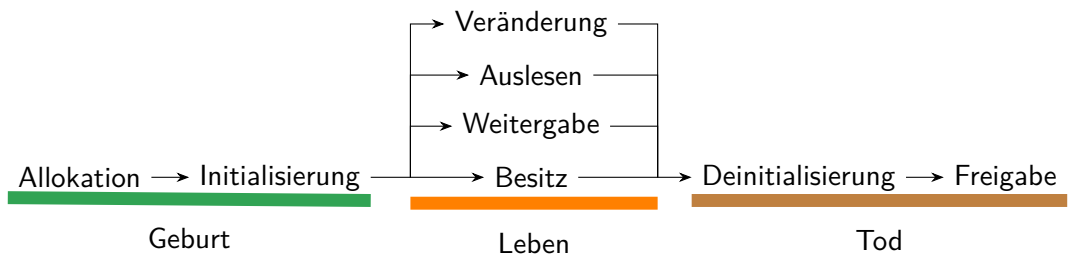 Veränderung
Auslesen
Weitergabe
Allokation Initialisierung Besitz Deinitialisierung Freigabe
Geburt Leben Tod